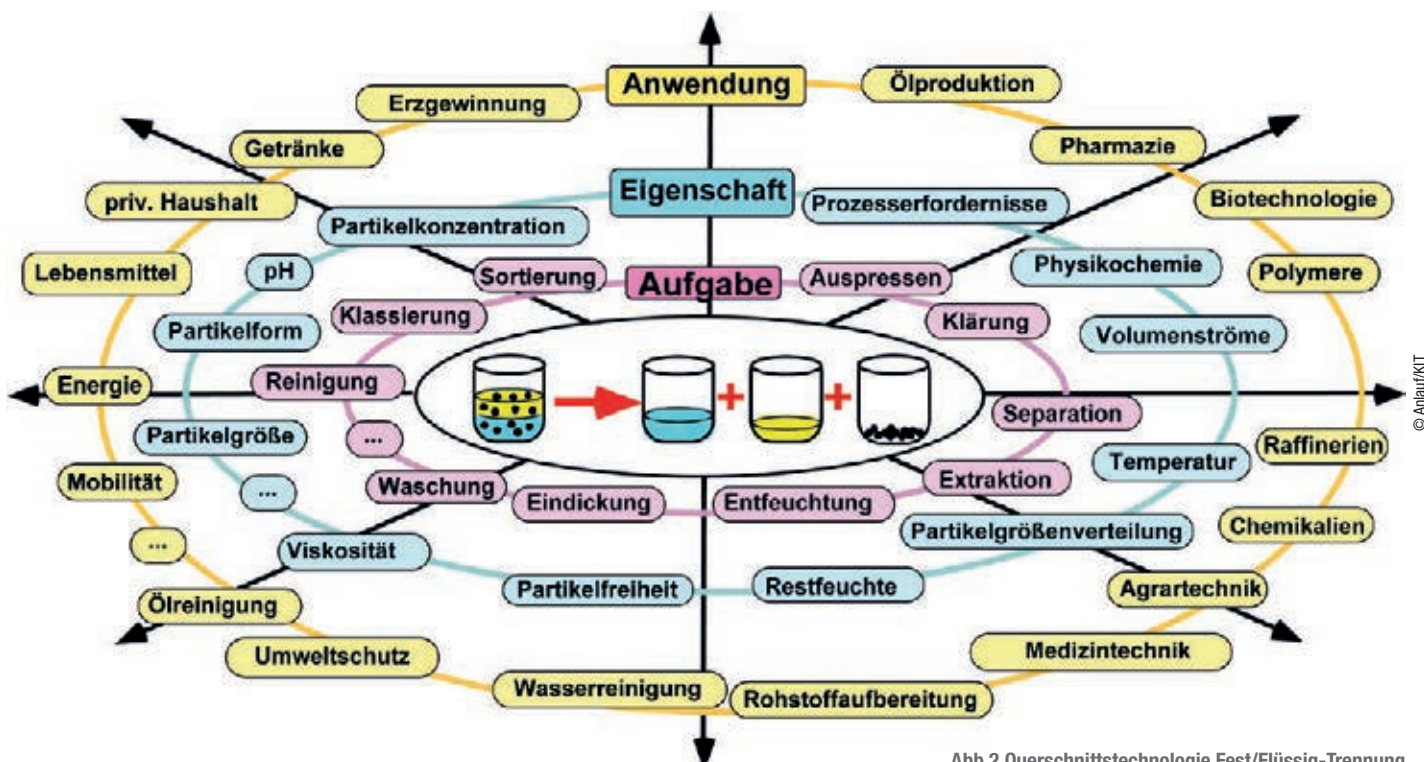 Anwendung
Ölproduktion
Erzgewinnung
Getränke
Pharmazie
Eigenschaft
priv. Haushalt
Prozesserfordernisse
Biotechnologie
Partikelkonzentration
Lebensmittel
pH
Sortierung
Aufgabe
Auspressen
Physikochemie
Polymere
Partikelform
Klassierung
Klärung
Volumenströme
Energie
Reinigung
+
+
Separation
© Anlauf/KIT
Partikelgröße
...
Raffinerien
Mobilität
...
Waschung
Eindickung
Entfeuchtung
Extraktion
Temperatur
...
Viskosität
Partikelgrößenverteilung
Chemikalien
Partikelfreiheit
Restfeuchte
Ölreinigung
Agrartechnik
Umweltschutz
Medizintechnik
Wasserreinigung
Rohstoffaufbereitung
Abb 2 Querschnittstechnologie Fest/Flüssig-Trennung